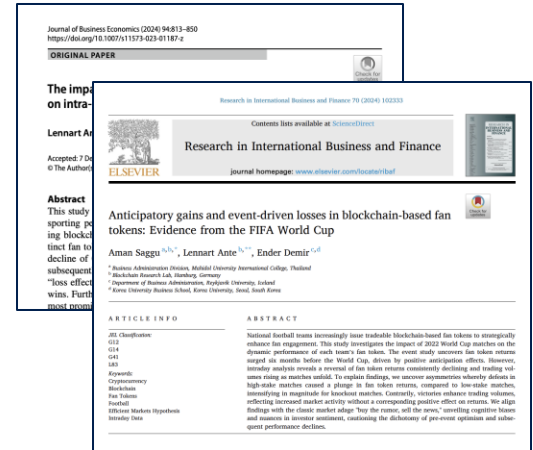 Journal of Business Economics (2024) 94:813–850
https://doi.org/10.1007/s11573-023-01187-z
ORIGINAL PAPER
Check for
updates
The impa
on intra-
Lennart An
Accepted: 7 De
© The Author(s
Abstract
This study
sporting pe
ing blockch
tinct fan to
decline of
subsequent
"loss effect
wins. Furth
most promi
Research in International Business and Finance 70 (2024) 102333
Contents lists available at ScienceDirect
Research in International Business and Finance
journal homepage: www.elsevier.com/locate/ribaf
ELSEVIER
Check for
updates
Anticipatory gains and event-driven losses in blockchain-based fan
tokens: Evidence from the FIFA World Cup
Aman Saggu a,b,*, Lennart Ante b,**, Ender Demir c,d
a Business Administration Division, Mahidol University International College, Thailand
b Blockchain Research Lab, Hamburg, Germany
c Department of Business Administration, Reykjavik University, Iceland
d Korea University Business School, Korea University, Seoul, South Korea
ARTICLE INFO
JEL Classification:
G12
G14
G41
L83
Keywords:
Cryptocurrency
Blockchain
Fan Tokens
Football
Efficient Markets Hypothesis
Intraday Data
ABSTRACT
National football teams increasingly issue tradeable blockchain-based fan tokens to strategically
enhance fan engagement. This study investigates the impact of 2022 World Cup matches on the
dynamic performance of each team's fan token. The event study uncovers fan token returns
surged six months before the World Cup, driven by positive anticipation effects. However,
intraday analysis reveals a reversal of fan token returns consistently declining and trading vol-
umes rising as matches unfold. To explain findings, we uncover asymmetries whereby defeats in
high-stake matches caused a plunge in fan token returns, compared to low-stake matches,
intensifying in magnitude for knockout matches. Contrarily, victories enhance trading volumes,
reflecting increased market activity without a corresponding positive effect on returns. We align
findings with the classic market adage "buy the rumor, sell the news," unveiling cognitive biases
and nuances in investor sentiment, cautioning the dichotomy of pre-event optimism and subse-
quent performance declines.